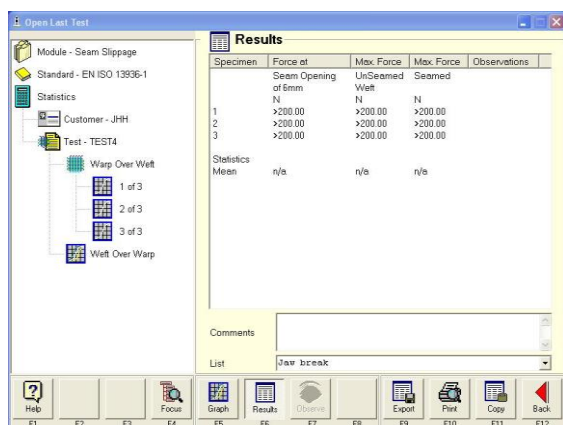 Open Last Test
Module - Seam Slippage
Standard - EN ISO 13936-1
Statistics
Customer - JHH
Test - TEST4
Warp Over Weft
1 of 3
2 of 3
3 of 3
Weft Over Warp
Results
Specimen Force at Max. Force Max. Force Observations
Seam Opening UnSeamed Seamed
of 6mm Weft
N N N
1 >200.00 >200.00 >200.00
2 >200.00 >200.00 >200.00
3 >200.00 >200.00 >200.00
Statistics
Mean n/a n/a n/a
Comments
List Jaw break
Help Focus Graph Results Observe Export Print Copy Back
F1 F2 F3 F4 F5 F6 F7 F8 F9 F10 F11 F12